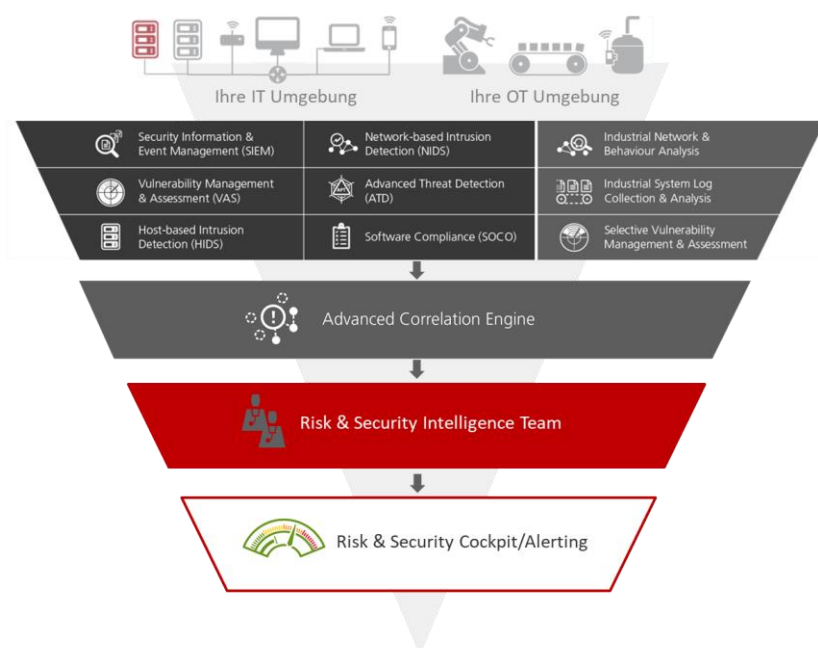 Ihre IT Umgebung
Ihre OT Umgebung
Security Information &
Event Management (SIEM)
Network-based Intrusion
Detection (NIDS)
Industrial Network &
Behaviour Analysis
Vulnerability Management
& Assessment (VAS)
Advanced Threat Detection
(ATD)
Industrial System Log
Collection & Analysis
Host-based Intrusion
Detection (HIDS)
Software Compliance (SOCO)
Selective Vulnerability
Management & Assessment
Advanced Correlation Engine
Risk & Security Intelligence Team
Risk & Security Cockpit/Alerting